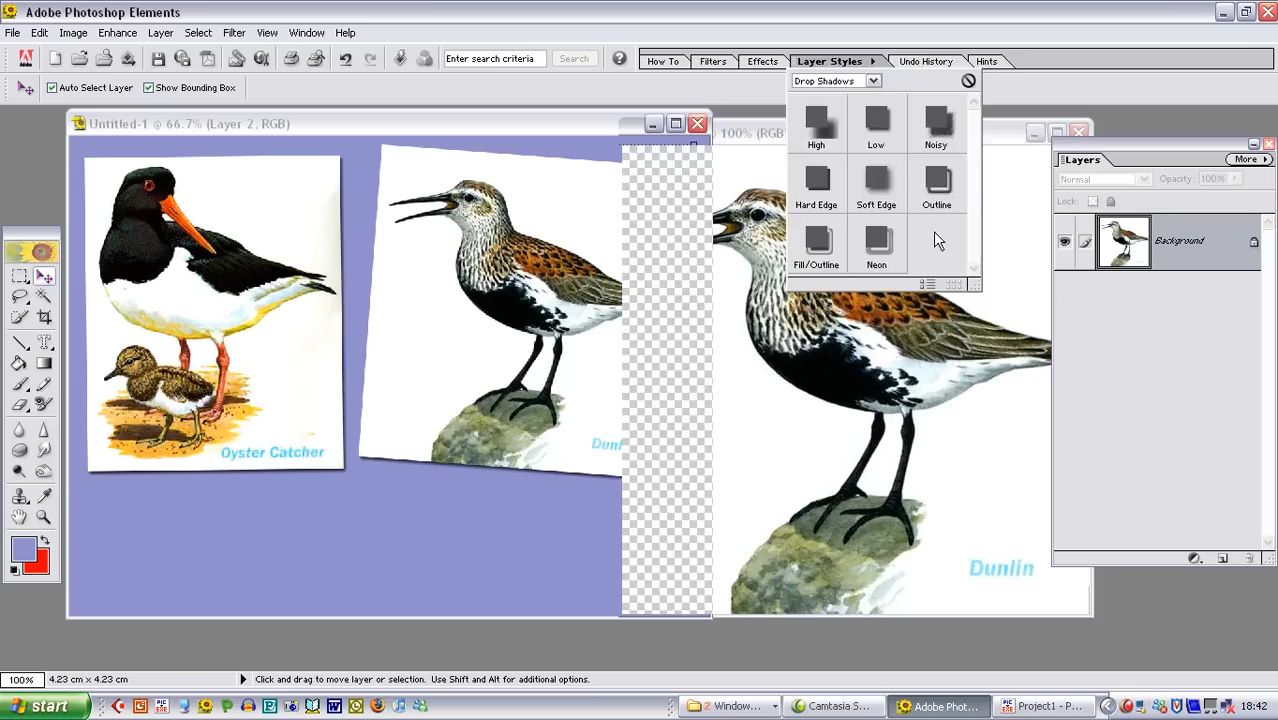 Adobe Photoshop Elements
File Edit Image Enhance Layer Select Filter View Window Help
Enter search criteria Search How To Filters Effects Layer Styles Undo History Hints
Auto Select Layer Show Bounding Box
Drop Shadows
High Low Noisy
Hard Edge Soft Edge Outline
Fill/Outline Neon
Untitled-1 @ 66.7% (Layer 2, RGB)
@ 100% (RGB
Layers More
Normal Opacity: 100%
Lock:
Background
Oyster Catcher
Dunlin
100% 4.23 cm x 4.23 cm Click and drag to move layer or selection. Use Shift and Alt for additional options.
start 2 Window... Camtasia S... Adobe Phot... Project1 - P... 18:42